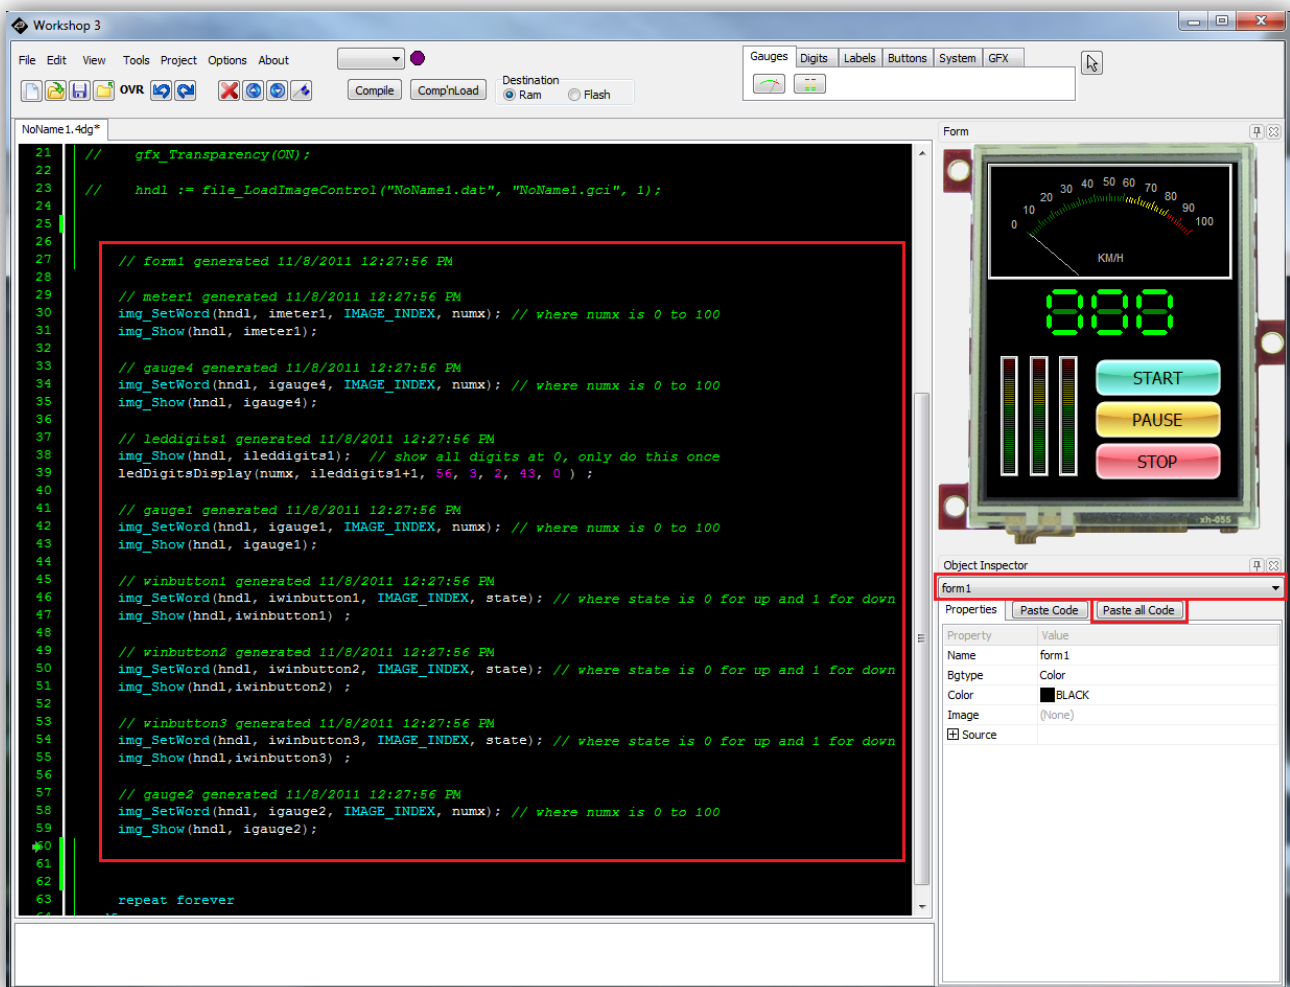 Workshop 3
File Edit View Tools Project Options About
Gauges Digits Labels Buttons System GFX
OVR Compile Comp'nLoad Destination
Ram Flash
NoName1.4dg*
21 // gfx_Transparency(ON);
22
23 // hndl := file_LoadImageControl("NoName1.dat", "NoName1.gci", 1);
24
25
26
27 // form1 generated 11/8/2011 12:27:56 PM
28
29 // meter1 generated 11/8/2011 12:27:56 PM
30 img_SetWord(hndl, imeter1, IMAGE_INDEX, numx); // where numx is 0 to 100
31 img_Show(hndl, imeter1);
32
33 // gauge4 generated 11/8/2011 12:27:56 PM
34 img_SetWord(hndl, igauge4, IMAGE_INDEX, numx); // where numx is 0 to 100
35 img_Show(hndl, igauge4);
36
37 // leddigits1 generated 11/8/2011 12:27:56 PM
38 img_Show(hndl, ileddigits1); // show all digits at 0, only do this once
39 ledDigitsDisplay(numx, ileddigits1+1, 56, 3, 2, 43, 0 ) ;
40
41 // gauge1 generated 11/8/2011 12:27:56 PM
42 img_SetWord(hndl, igauge1, IMAGE_INDEX, numx); // where numx is 0 to 100
43 img_Show(hndl, igauge1);
44
45 // winbutton1 generated 11/8/2011 12:27:56 PM
46 img_SetWord(hndl, iwinbutton1, IMAGE_INDEX, state); // where state is 0 for up and 1 for down
47 img_Show(hndl,iwinbutton1) ;
48
49 // winbutton2 generated 11/8/2011 12:27:56 PM
50 img_SetWord(hndl, iwinbutton2, IMAGE_INDEX, state); // where state is 0 for up and 1 for down
51 img_Show(hndl,iwinbutton2) ;
52
53 // winbutton3 generated 11/8/2011 12:27:56 PM
54 img_SetWord(hndl, iwinbutton3, IMAGE_INDEX, state); // where state is 0 for up and 1 for down
55 img_Show(hndl,iwinbutton3) ;
56
57 // gauge2 generated 11/8/2011 12:27:56 PM
58 img_SetWord(hndl, igauge2, IMAGE_INDEX, numx); // where numx is 0 to 100
59 img_Show(hndl, igauge2);
60
61
62
63 repeat forever
Form
0 10 20 30 40 50 60 70 80 90 100
KM/H
000
START
PAUSE
STOP
xh-055
Object Inspector
form1
Properties Paste Code Paste all Code
Property Value
Name form1
Bgtype Color
Color BLACK
Image (None)
Source